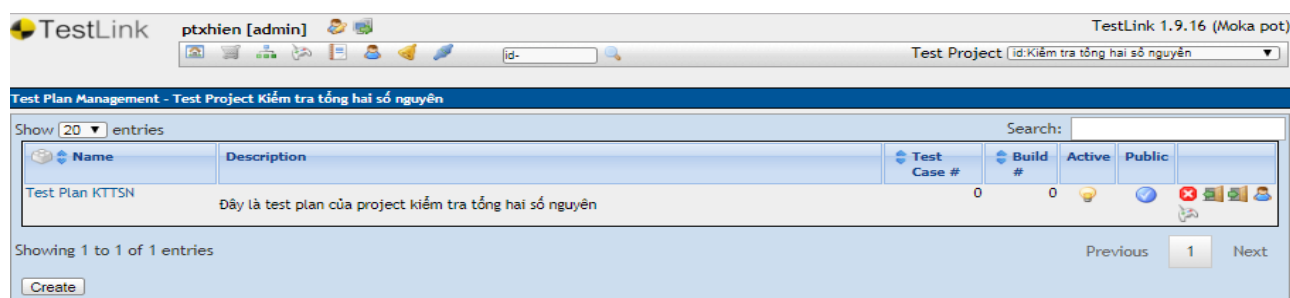 TestLink ptxhien [admin] TestLink 1.9.16 (Moka pot)
id- Test Project id:Kiểm tra tổng hai số nguyên
Test Plan Management - Test Project Kiểm tra tổng hai số nguyên
Show 20 entries Search:
Name Description Test Case # Build # Active Public
Test Plan KTTSN Đây là test plan của project kiểm tra tổng hai số nguyên 0 0
Showing 1 to 1 of 1 entries Previous 1 Next
Create